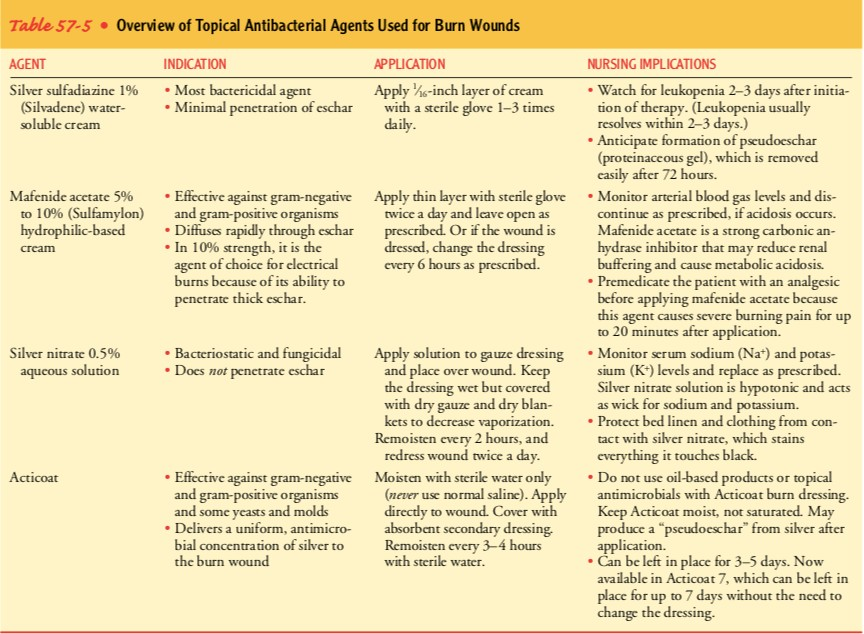 Table 57-5 • Overview of Topical Antibacterial Agents Used for Burn Wounds
AGENT
INDICATION
APPLICATION
NURSING IMPLICATIONS
Silver sulfadiazine 1%
(Silvadene) water-
soluble cream
• Most bactericidal agent
• Minimal penetration of eschar
Apply 1⁄16-inch layer of cream
with a sterile glove 1–3 times
daily.
• Watch for leukopenia 2–3 days after initia-
tion of therapy. (Leukopenia usually
resolves within 2–3 days.)
• Anticipate formation of pseudoeschar
(proteinaceous gel), which is removed
easily after 72 hours.
Mafenide acetate 5%
to 10% (Sulfamylon)
hydrophilic-based
cream
• Effective against gram-negative
and gram-positive organisms
• Diffuses rapidly through eschar
• In 10% strength, it is the
agent of choice for electrical
burns because of its ability to
penetrate thick eschar.
Apply thin layer with sterile glove
twice a day and leave open as
prescribed. Or if the wound is
dressed, change the dressing
every 6 hours as prescribed.
• Monitor arterial blood gas levels and dis-
continue as prescribed, if acidosis occurs.
Mafenide acetate is a strong carbonic an-
hydrase inhibitor that may reduce renal
buffering and cause metabolic acidosis.
• Premedicate the patient with an analgesic
before applying mafenide acetate because
this agent causes severe burning pain for up
to 20 minutes after application.
Silver nitrate 0.5%
aqueous solution
• Bacteriostatic and fungicidal
• Does not penetrate eschar
Apply solution to gauze dressing
and place over wound. Keep
the dressing wet but covered
with dry gauze and dry blan-
kets to decrease vaporization.
Remoisten every 2 hours, and
redress wound twice a day.
• Monitor serum sodium (Na⁺) and potas-
sium (K⁺) levels and replace as prescribed.
Silver nitrate solution is hypotonic and acts
as wick for sodium and potassium.
• Protect bed linen and clothing from con-
tact with silver nitrate, which stains
everything it touches black.
Acticoat
• Effective against gram-negative
and gram-positive organisms
and some yeasts and molds
• Delivers a uniform, antimicro-
bial concentration of silver to
the burn wound
Moisten with sterile water only
(never use normal saline). Apply
directly to wound. Cover with
absorbent secondary dressing.
Remoisten every 3–4 hours
with sterile water.
• Do not use oil-based products or topical
antimicrobials with Acticoat burn dressing.
Keep Acticoat moist, not saturated. May
produce a “pseudoeschar” from silver after
application.
• Can be left in place for 3–5 days. Now
available in Acticoat 7, which can be left in
place for up to 7 days without the need to
change the dressing.